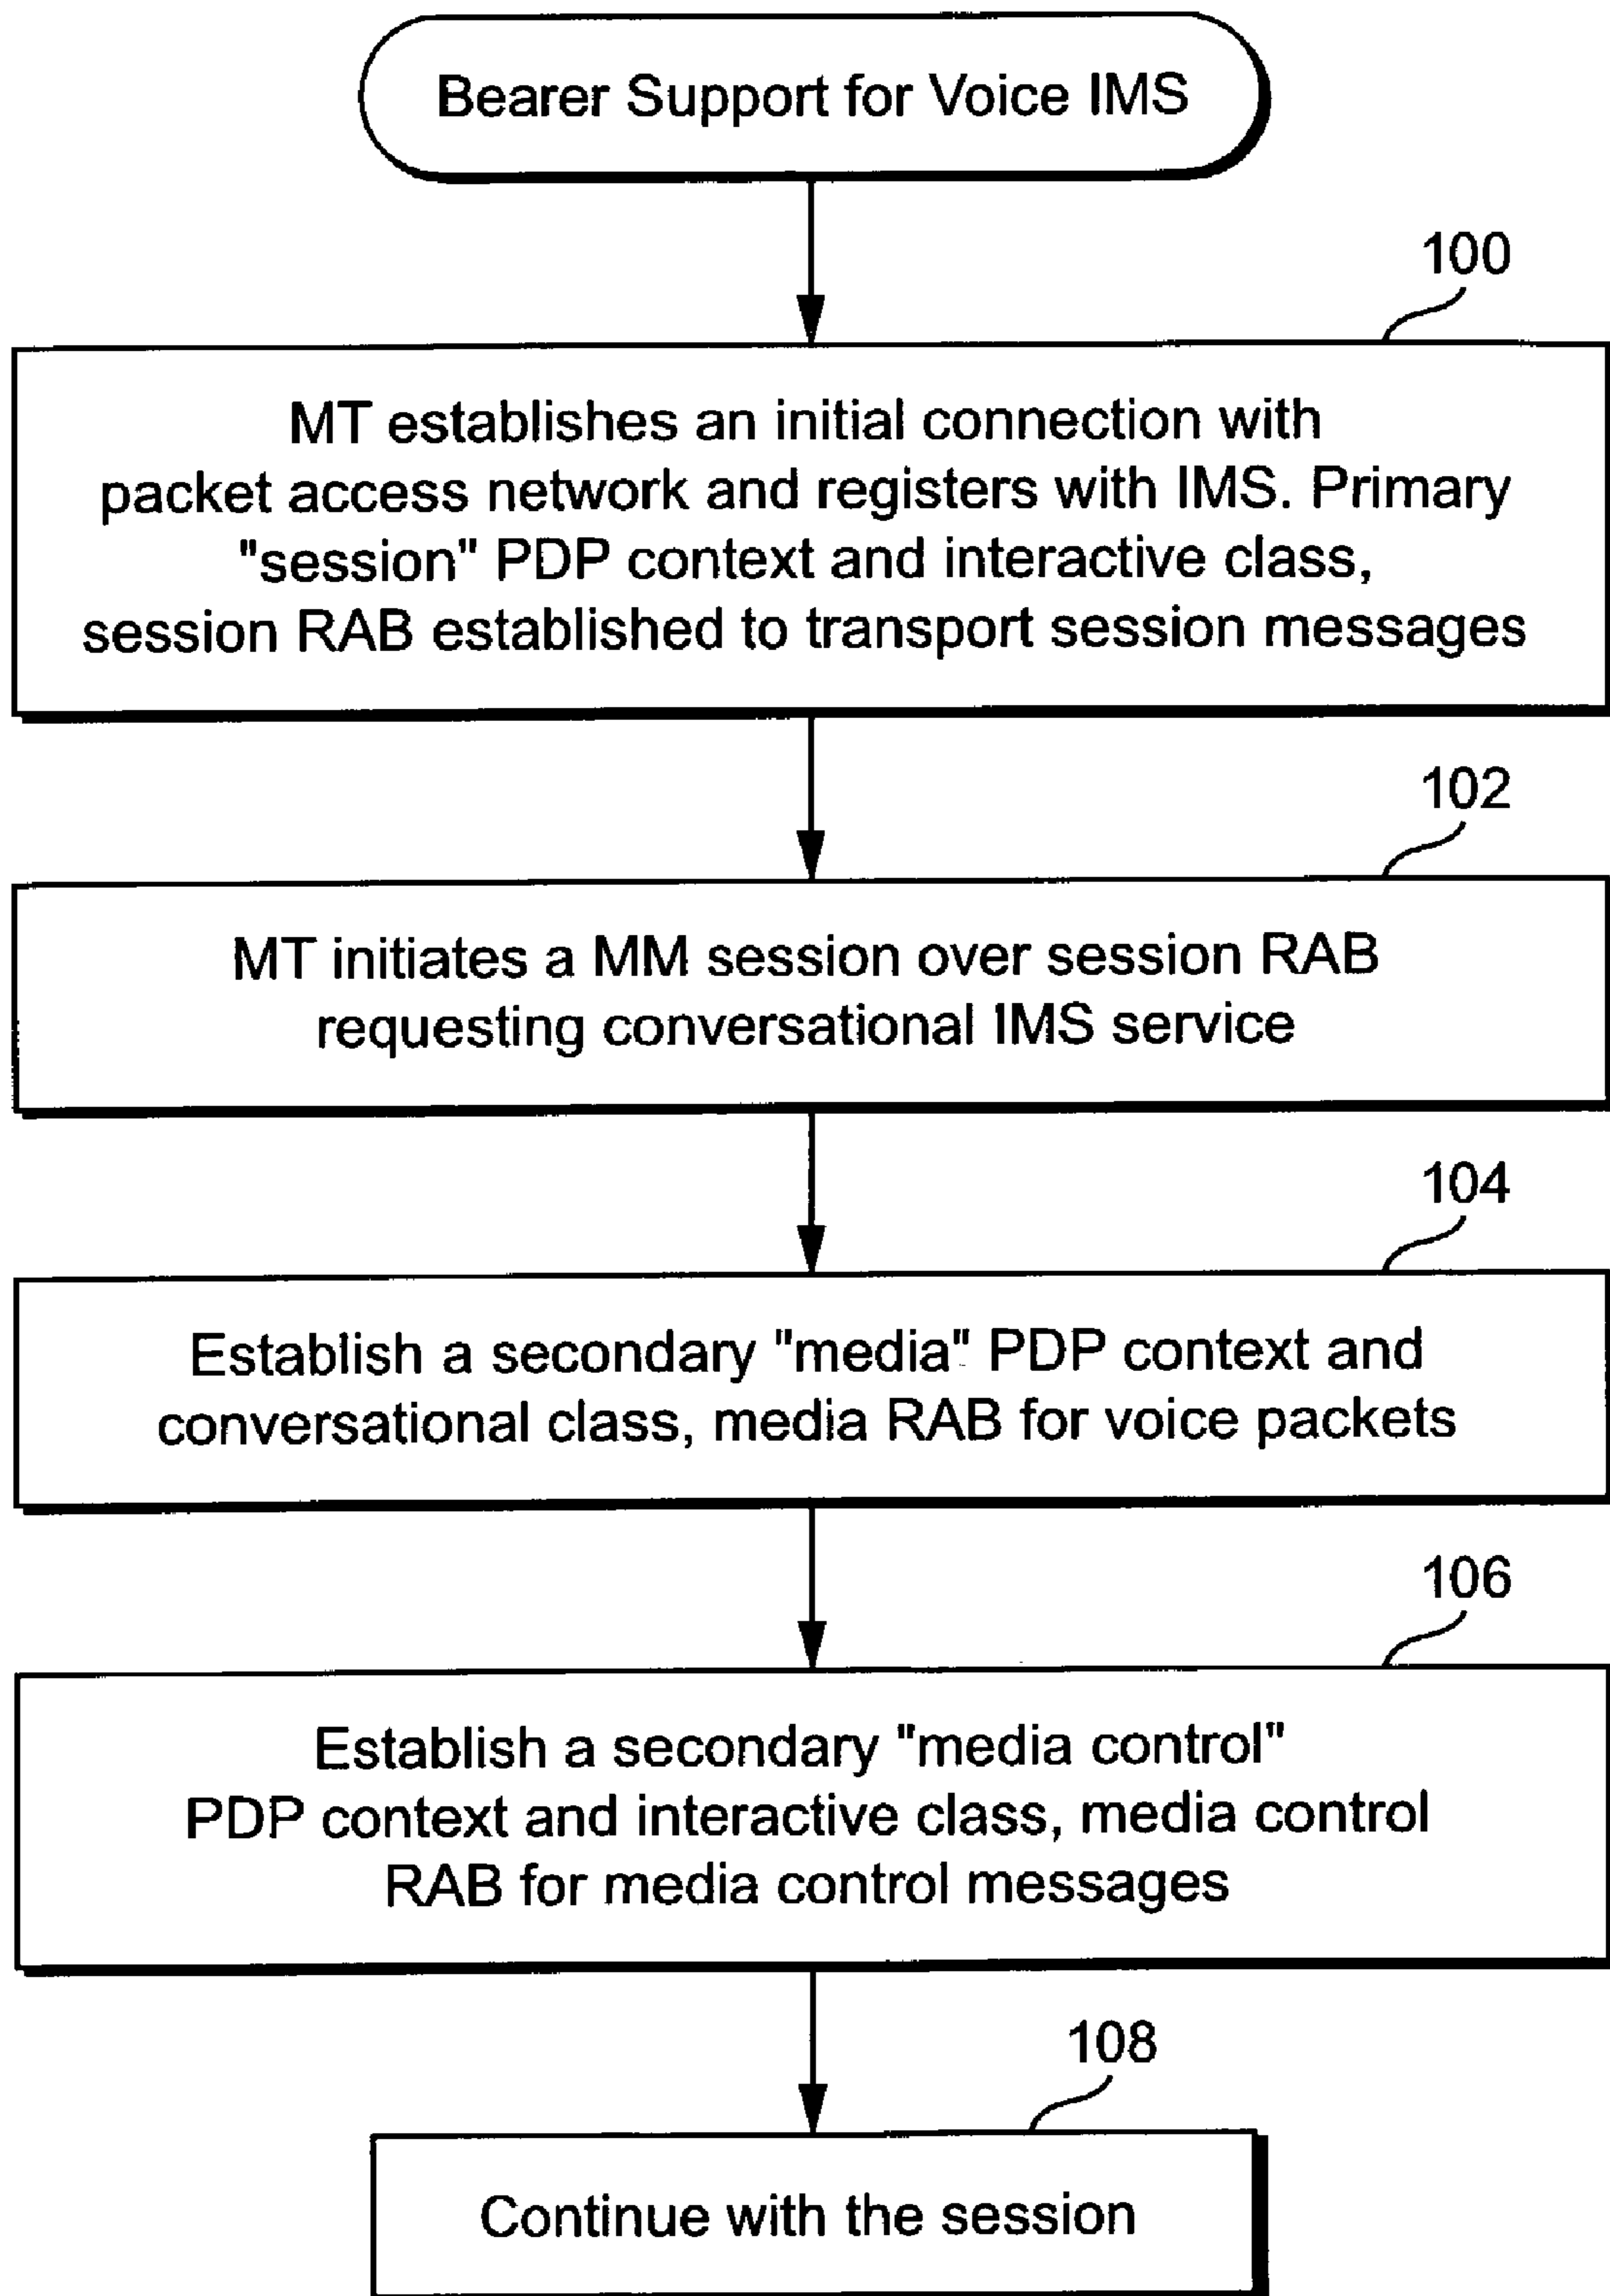 Bearer Support for Voice IMS
100
MT establishes an initial connection with
packet access network and registers with IMS. Primary
"session" PDP context and interactive class,
session RAB established to transport session messages
102
MT initiates a MM session over session RAB
requesting conversational IMS service
104
Establish a secondary "media" PDP context and
conversational class, media RAB for voice packets
106
Establish a secondary "media control"
PDP context and interactive class, media control
RAB for media control messages
108
Continue with the session